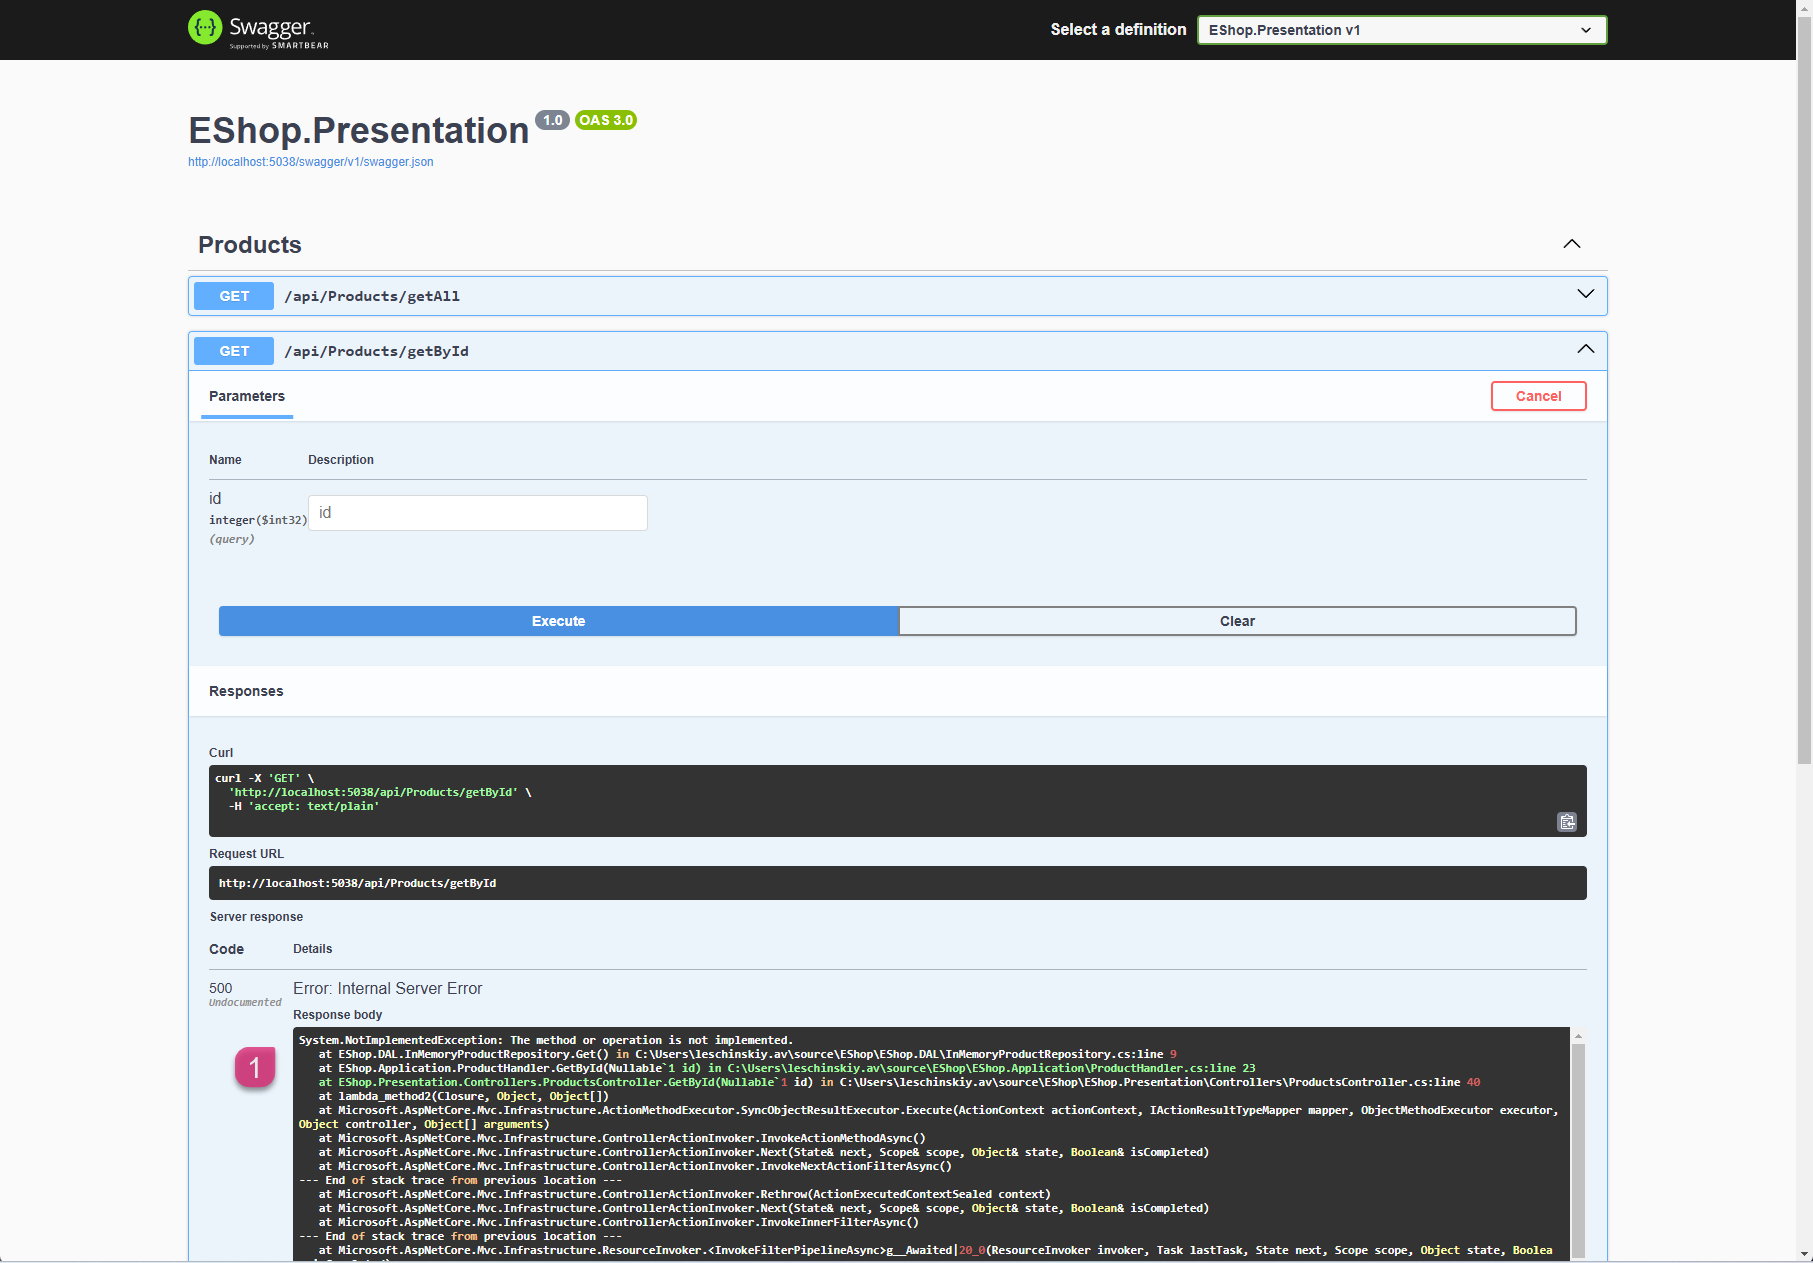 Swagger
Supported by SMARTBEAR
Select a definition
EShop.Presentation v1
EShop.Presentation 1.0 OAS 3.0
http://localhost:5038/swagger/v1/swagger.json
Products
GET /api/Products/getAll
GET /api/Products/getById
Parameters
Cancel
Name Description
id
integer($int32)
(query)
id
Execute
Clear
Responses
Curl
curl -X 'GET' \
'http://localhost:5038/api/Products/getById' \
-H 'accept: text/plain'
Request URL
http://localhost:5038/api/Products/getById
Server response
Code Details
500
Undocumented
Error: Internal Server Error
Response body
1
System.NotImplementedException: The method or operation is not implemented.
at EShop.DAL.InMemoryProductRepository.Get() in C:\Users\leschinskiy.av\source\EShop\EShop.DAL\InMemoryProductRepository.cs:line 9
at EShop.Application.ProductHandler.GetById(Nullable`1 id) in C:\Users\leschinskiy.av\source\EShop\EShop.Application\ProductHandler.cs:line 23
at EShop.Presentation.Controllers.ProductsController.GetById(Nullable`1 id) in C:\Users\leschinskiy.av\source\EShop\EShop.Presentation\Controllers\ProductsController.cs:line 40
at lambda_method2(Closure, Object, Object[])
at Microsoft.AspNetCore.Mvc.Infrastructure.ActionMethodExecutor.SyncObjectResultExecutor.Execute(ActionContext actionContext, IActionResultTypeMapper mapper, ObjectMethodExecutor executor,
Object controller, Object[] arguments)
at Microsoft.AspNetCore.Mvc.Infrastructure.ControllerActionInvoker.InvokeActionMethodAsync()
at Microsoft.AspNetCore.Mvc.Infrastructure.ControllerActionInvoker.Next(State& next, Scope& scope, Object& state, Boolean& isCompleted)
at Microsoft.AspNetCore.Mvc.Infrastructure.ControllerActionInvoker.InvokeNextActionFilterAsync()
--- End of stack trace from previous location ---
at Microsoft.AspNetCore.Mvc.Infrastructure.ControllerActionInvoker.Rethrow(ActionExecutedContextSealed context)
at Microsoft.AspNetCore.Mvc.Infrastructure.ControllerActionInvoker.Next(State& next, Scope& scope, Object& state, Boolean& isCompleted)
at Microsoft.AspNetCore.Mvc.Infrastructure.ControllerActionInvoker.InvokeInnerFilterAsync()
--- End of stack trace from previous location ---
at Microsoft.AspNetCore.Mvc.Infrastructure.ResourceInvoker.<InvokeFilterPipelineAsync>g__Awaited|20_0(ResourceInvoker invoker, Task lastTask, State next, Scope scope, Object state, Boolea